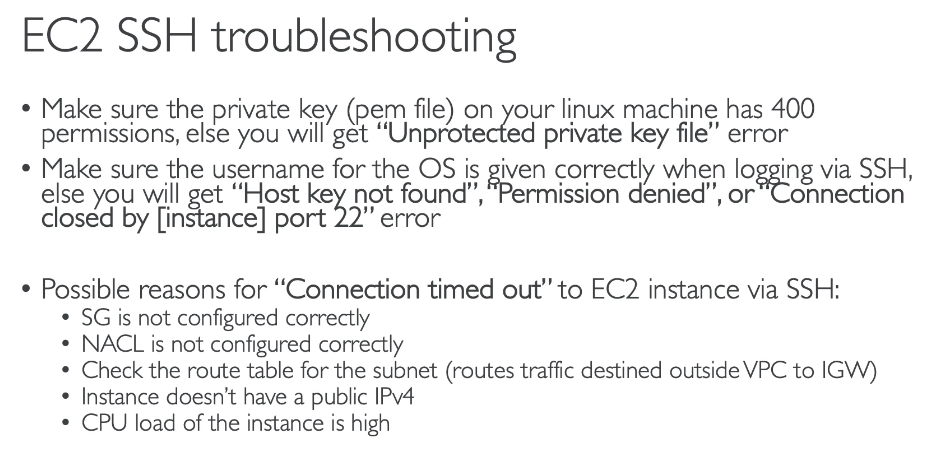 EC2 SSH troubleshooting
• Make sure the private key (pem file) on your linux machine has 400
permissions, else you will get “Unprotected private key file” error
• Make sure the username for the OS is given correctly when logging via SSH,
else you will get “Host key not found”, “Permission denied”, or “Connection
closed by [instance] port 22” error
• Possible reasons for “Connection timed out” to EC2 instance via SSH:
• SG is not configured correctly
• NACL is not configured correctly
• Check the route table for the subnet (routes traffic destined outside VPC to IGW)
• Instance doesn’t have a public IPv4
• CPU load of the instance is high